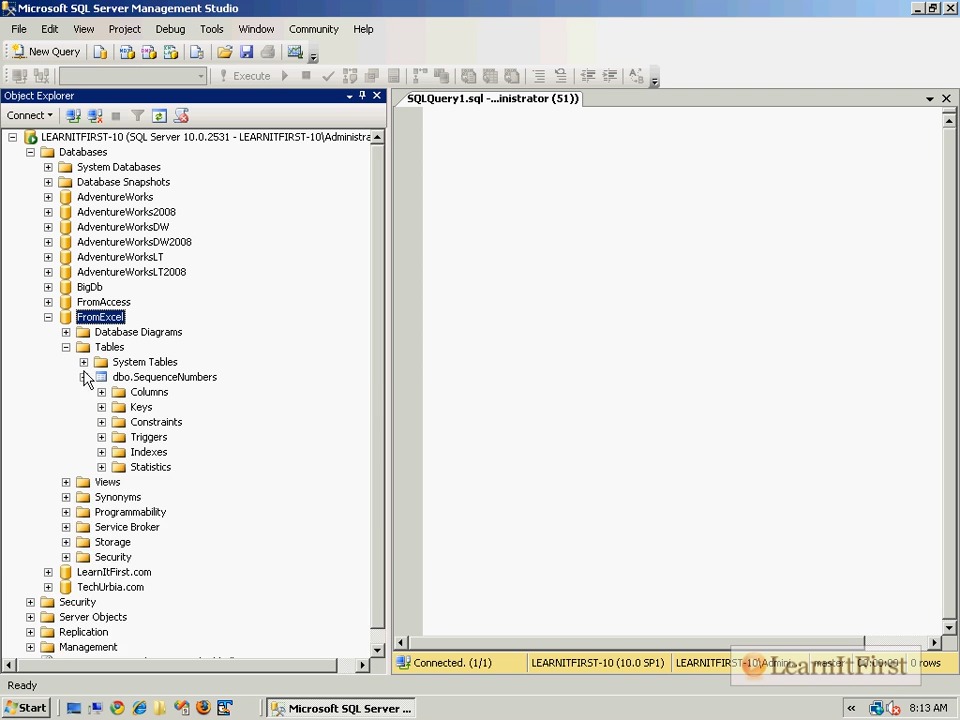 Microsoft SQL Server Management Studio
File Edit View Project Debug Tools Window Community Help
New Query
Execute
Object Explorer
SQLQuery1.sql -...inistrator (51))
Connect
LEARNITFIRST-10 (SQL Server 10.0.2531 - LEARNITFIRST-10\Administra
Databases
System Databases
Database Snapshots
AdventureWorks
AdventureWorks2008
AdventureWorksDW
AdventureWorksDW2008
AdventureWorksLT
AdventureWorksLT2008
BigDb
FromAccess
FromExcel
Database Diagrams
Tables
System Tables
dbo.SequenceNumbers
Columns
Keys
Constraints
Triggers
Indexes
Statistics
Views
Synonyms
Programmability
Service Broker
Storage
Security
LearnItFirst.com
TechUrbia.com
Security
Server Objects
Replication
Management
Connected. (1/1) LEARNITFIRST-10 (10.0 SP1) LEARNITFIRST-10\Admini... master 00:00:00 0 rows
LearnItFirst
Ready
Start Microsoft SQL Server ... « 8:13 AM